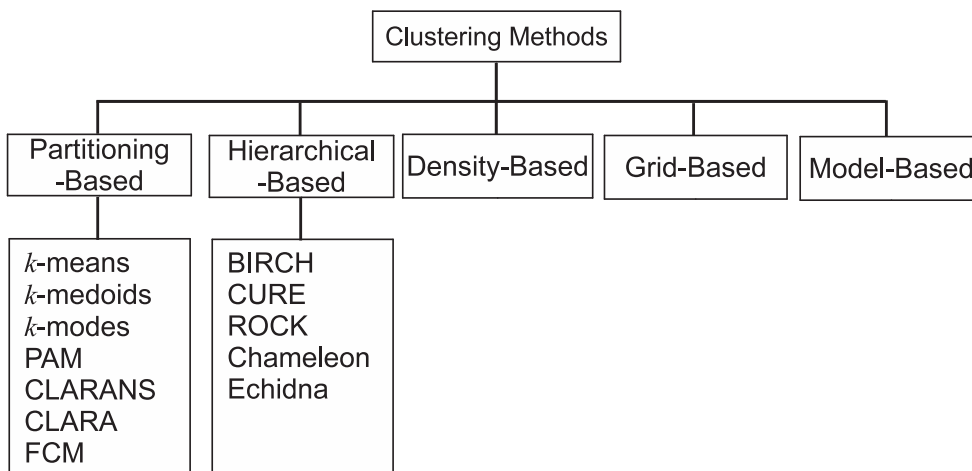 Clustering Methods
Partitioning
-Based
Hierarchical
-Based
Density-Based
Grid-Based
Model-Based
k-means
k-medoids
k-modes
PAM
CLARANS
CLARA
FCM
BIRCH
CURE
ROCK
Chameleon
Echidna